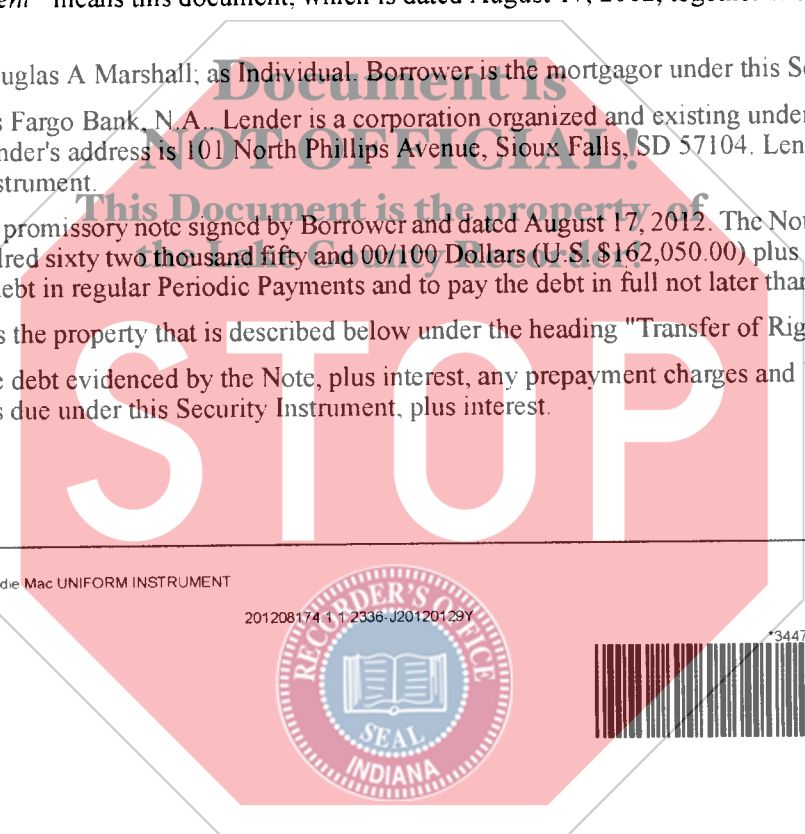 ent" means this document, which is dated August 17, 2012, together w
Document is
uglas A Marshall; as Individual. Borrower is the mortgagor under this Se
s Fargo Bank, N.A.. Lender is a corporation organized and existing under
NOT OFFICIAL!
nder's address is 101 North Phillips Avenue, Sioux Falls, SD 57104. Len
strument.
This Document is the property of
promissory note signed by Borrower and dated August 17, 2012. The No
the Lake County Recorder!
dred sixty two thousand fifty and 00/100 Dollars (U.S. $162,050.00) plus
ebt in regular Periodic Payments and to pay the debt in full not later than
s the property that is described below under the heading "Transfer of Rig
e debt evidenced by the Note, plus interest, any prepayment charges and
s due under this Security Instrument, plus interest.
STOP
die Mac UNIFORM INSTRUMENT
201208174.1.1.2336-J20120129Y
*3447
RECORDER'S OFFICE
SEAL
INDIANA